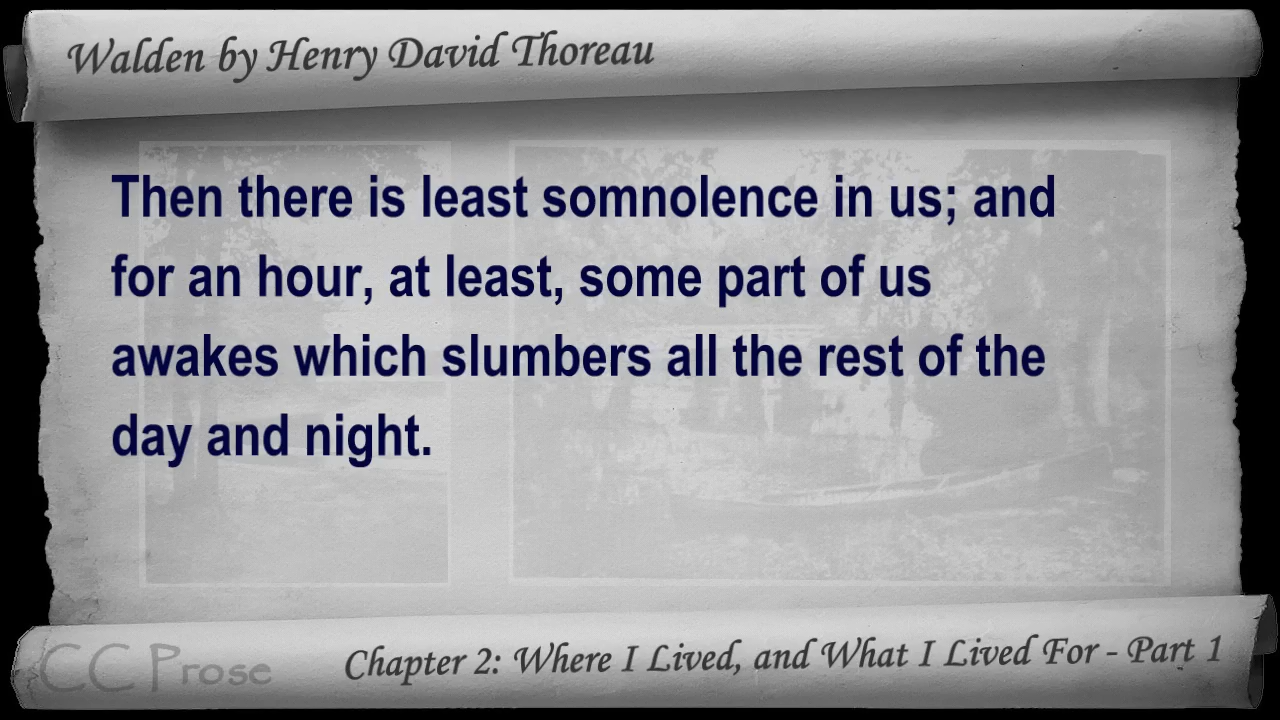 Walden by Henry David Thoreau
Then there is least somnolence in us; and
for an hour, at least, some part of us
awakes which slumbers all the rest of the
day and night.
CC Prose
Chapter 2: Where I Lived, and What I Lived For - Part 1